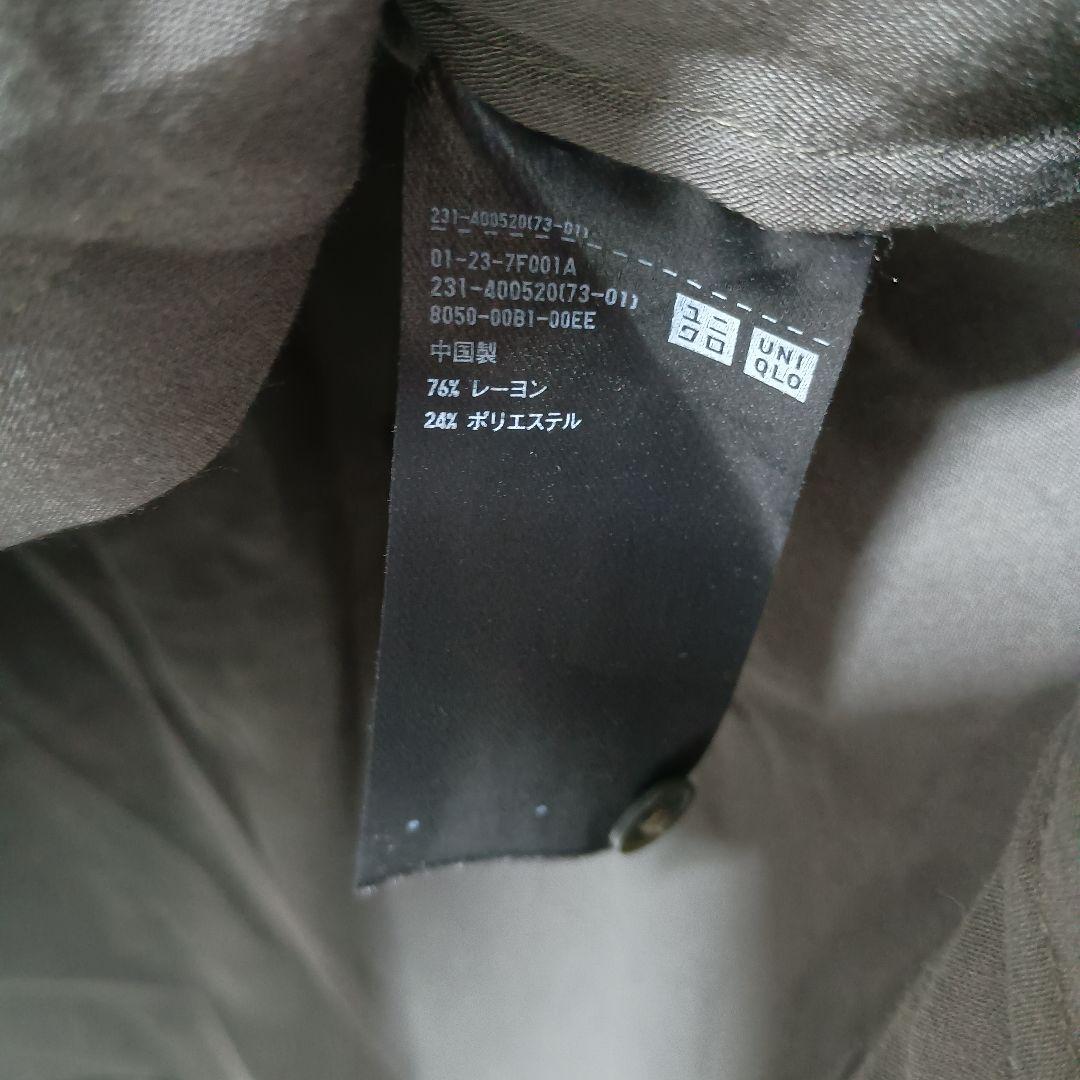 231-400520(73-01)
01-23-7F001A
231-400520(73-01)
8050-00B1-00EE
中国製
76% レーヨン
24% ポリエステル
ユニ
クロ
UNI
QLO